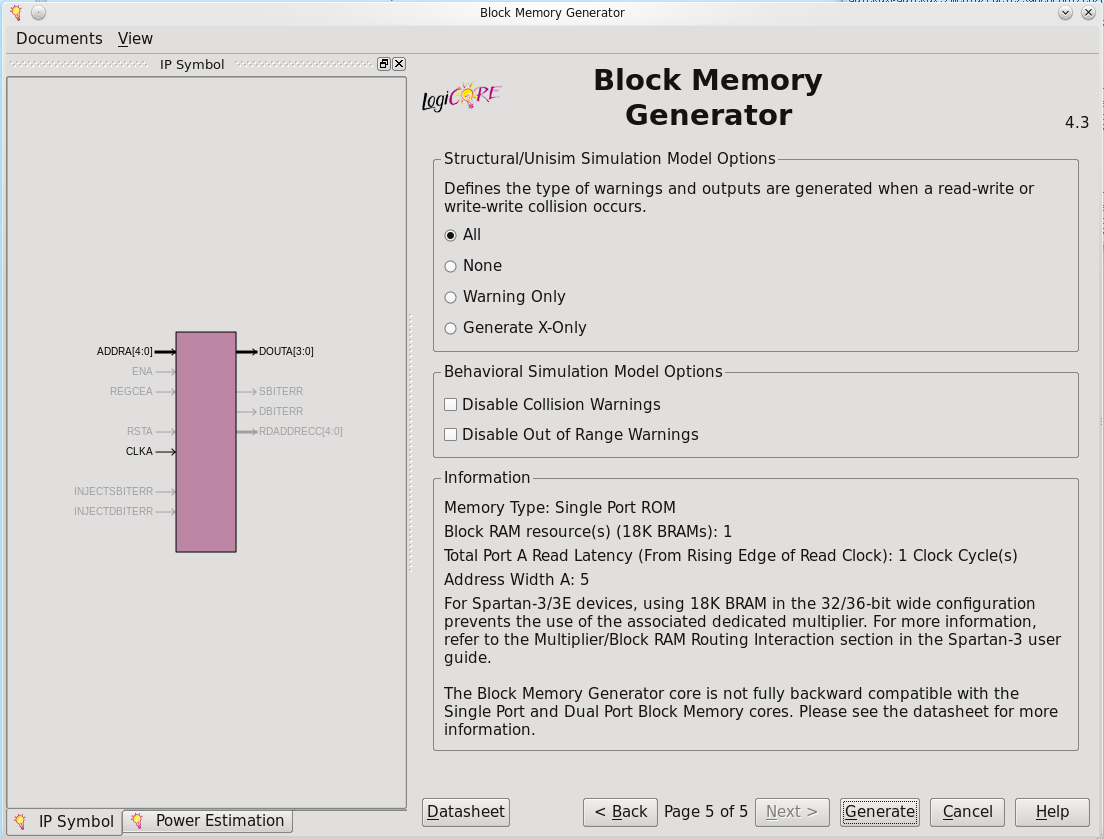 Block Memory Generator
Documents View
IP Symbol
LogiCORE
Block Memory
Generator
4.3
ADDRA[4:0]
ENA
REGCEA
RSTA
CLKA
INJECTSBITERR
INJECTDBITERR
DOUTA[3:0]
SBITERR
DBITERR
RDADDRECC[4:0]
Structural/Unisim Simulation Model Options
Defines the type of warnings and outputs are generated when a read-write or
write-write collision occurs.
All
None
Warning Only
Generate X-Only
Behavioral Simulation Model Options
Disable Collision Warnings
Disable Out of Range Warnings
Information
Memory Type: Single Port ROM
Block RAM resource(s) (18K BRAMs): 1
Total Port A Read Latency (From Rising Edge of Read Clock): 1 Clock Cycle(s)
Address Width A: 5
For Spartan-3/3E devices, using 18K BRAM in the 32/36-bit wide configuration
prevents the use of the associated dedicated multiplier. For more information,
refer to the Multiplier/Block RAM Routing Interaction section in the Spartan-3 user
guide.
The Block Memory Generator core is not fully backward compatible with the
Single Port and Dual Port Block Memory cores. Please see the datasheet for more
information.
IP Symbol Power Estimation
Datasheet < Back Page 5 of 5 Next > Generate Cancel Help